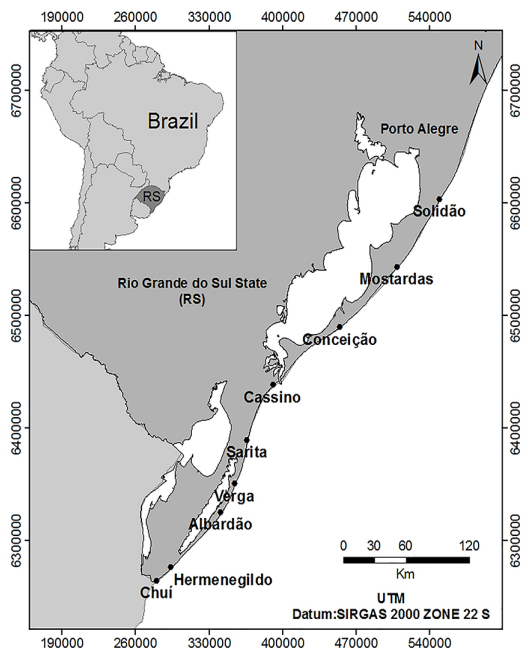 190000 260000 330000 400000 470000 540000
6700000
6600000
6500000
6400000
6300000
Brazil
RS
N
Porto Alegre
Solidão
Mostardas
Rio Grande do Sul State
(RS)
Conceição
Cassino
Sarita
Verga
Albardão
Hermenegildo
Chuí
0 30 60 120
Km
UTM
Datum:SIRGAS 2000 ZONE 22 S
6700000
6600000
6500000
6400000
6300000
190000 260000 330000 400000 470000 540000